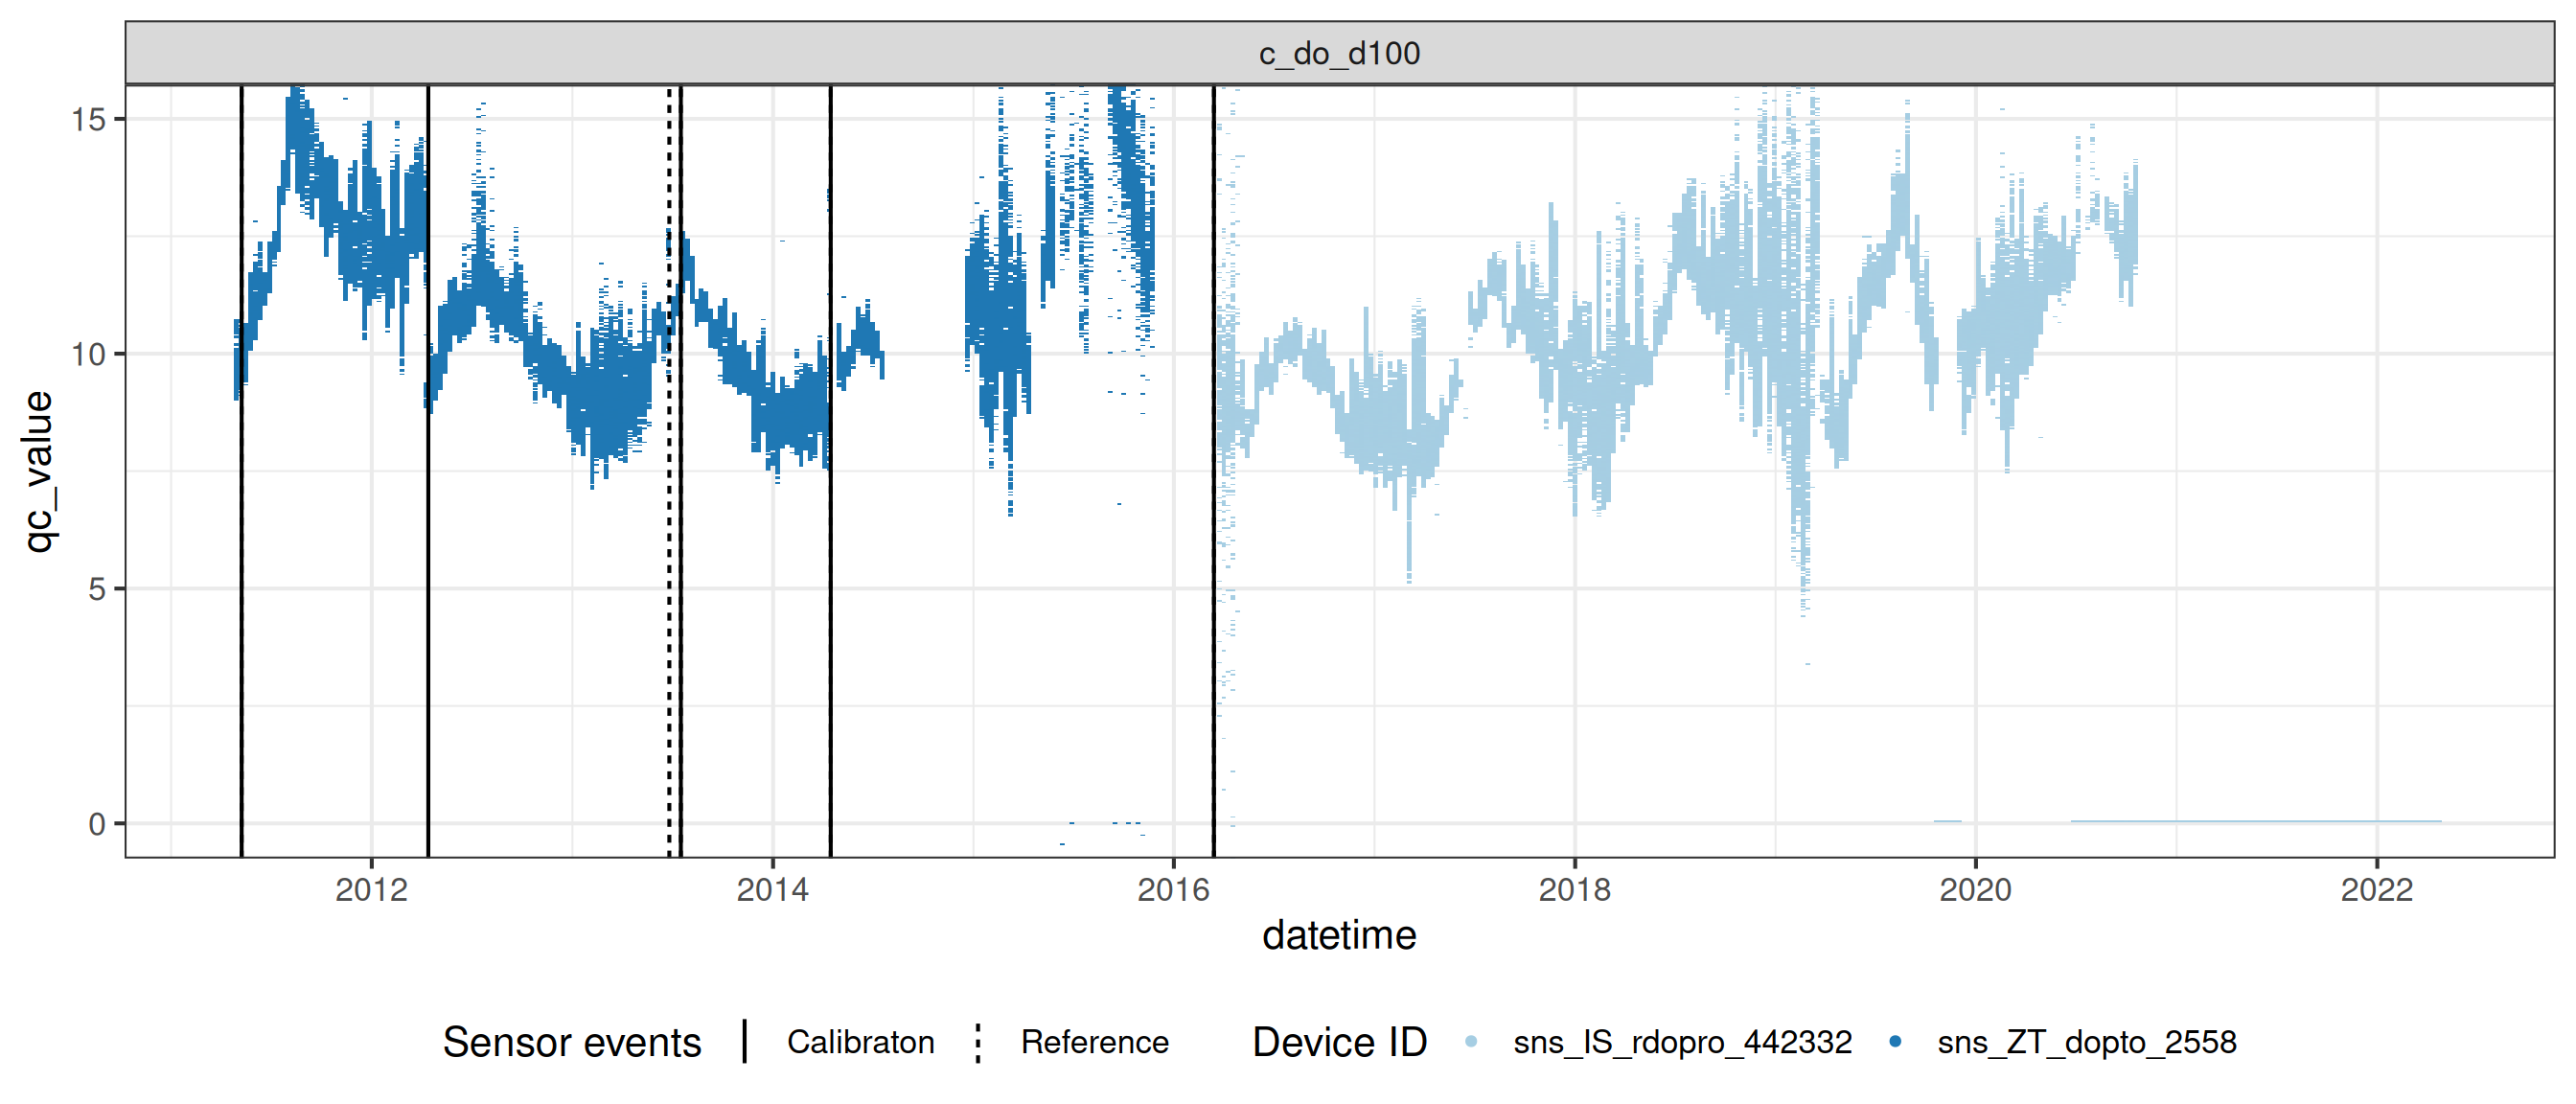 c_do_d100
15
10
5
0
qc_value
2012 2014 2016 2018 2020 2022
datetime
Sensor events Calibraton Reference Device ID sns_IS_rdopro_442332 sns_ZT_dopto_2558